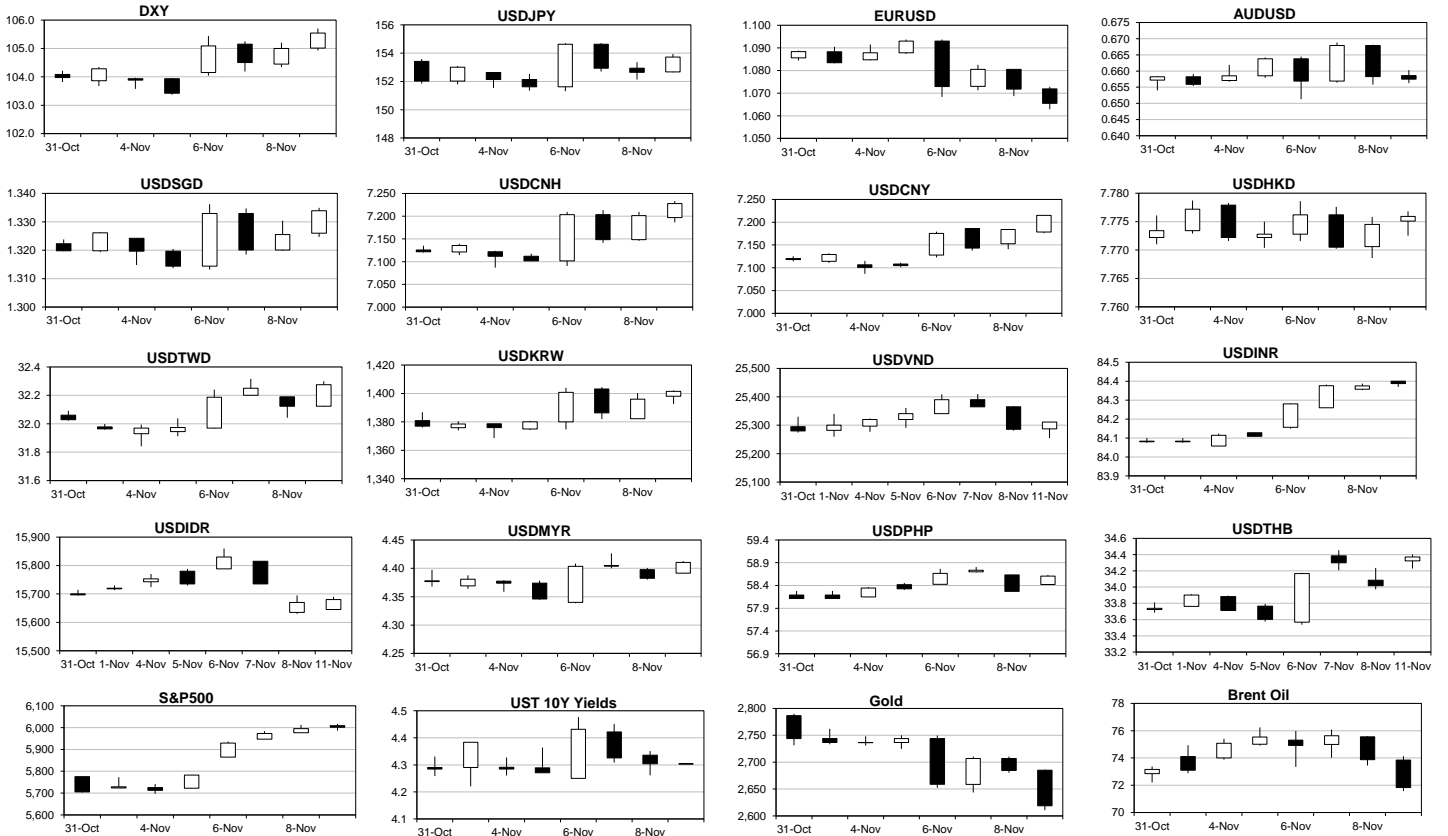 DXY
106.0
105.0
104.0
103.0
102.0
31-Oct 4-Nov 6-Nov 8-Nov
USDJPY
156
154
152
150
148
31-Oct 4-Nov 6-Nov 8-Nov
EURUSD
1.100
1.090
1.080
1.070
1.060
1.050
31-Oct 4-Nov 6-Nov 8-Nov
AUDUSD
0.675
0.670
0.665
0.660
0.655
0.650
0.645
0.640
31-Oct 4-Nov 6-Nov 8-Nov
USDSGD
1.340
1.330
1.320
1.310
1.300
31-Oct 4-Nov 6-Nov 8-Nov
USDCNH
7.250
7.200
7.150
7.100
7.050
7.000
31-Oct 4-Nov 6-Nov 8-Nov
USDCNY
7.250
7.200
7.150
7.100
7.050
7.000
31-Oct 4-Nov 6-Nov 8-Nov
USDHKD
7.780
7.775
7.770
7.765
7.760
31-Oct 4-Nov 6-Nov 8-Nov
USDTWD
32.4
32.2
32.0
31.8
31.6
31-Oct 4-Nov 6-Nov 8-Nov
USDKRW
1,420
1,400
1,380
1,360
1,340
31-Oct 4-Nov 6-Nov 8-Nov
USDVND
25,500
25,400
25,300
25,200
25,100
31-Oct 1-Nov 4-Nov 5-Nov 6-Nov 7-Nov 8-Nov 11-Nov
USDINR
84.5
84.4
84.3
84.2
84.1
84.0
83.9
31-Oct 4-Nov 6-Nov 8-Nov
USDIDR
15,900
15,800
15,700
15,600
15,500
31-Oct 1-Nov 4-Nov 5-Nov 6-Nov 7-Nov 8-Nov 11-Nov
USDMYR
4.45
4.40
4.35
4.30
4.25
31-Oct 4-Nov 6-Nov 8-Nov
USDPHP
59.4
58.9
58.4
57.9
57.4
56.9
31-Oct 4-Nov 6-Nov 8-Nov
USDTHB
34.6
34.4
34.2
34.0
33.8
33.6
33.4
33.2
31-Oct 1-Nov 4-Nov 5-Nov 6-Nov 7-Nov 8-Nov 11-Nov
S&P500
6,100
6,000
5,900
5,800
5,700
5,600
31-Oct 4-Nov 6-Nov 8-Nov
UST 10Y Yields
4.5
4.4
4.3
4.2
4.1
31-Oct 4-Nov 6-Nov 8-Nov
Gold
2,800
2,750
2,700
2,650
2,600
31-Oct 4-Nov 6-Nov 8-Nov
Brent Oil
78
76
74
72
70
31-Oct 4-Nov 6-Nov 8-Nov